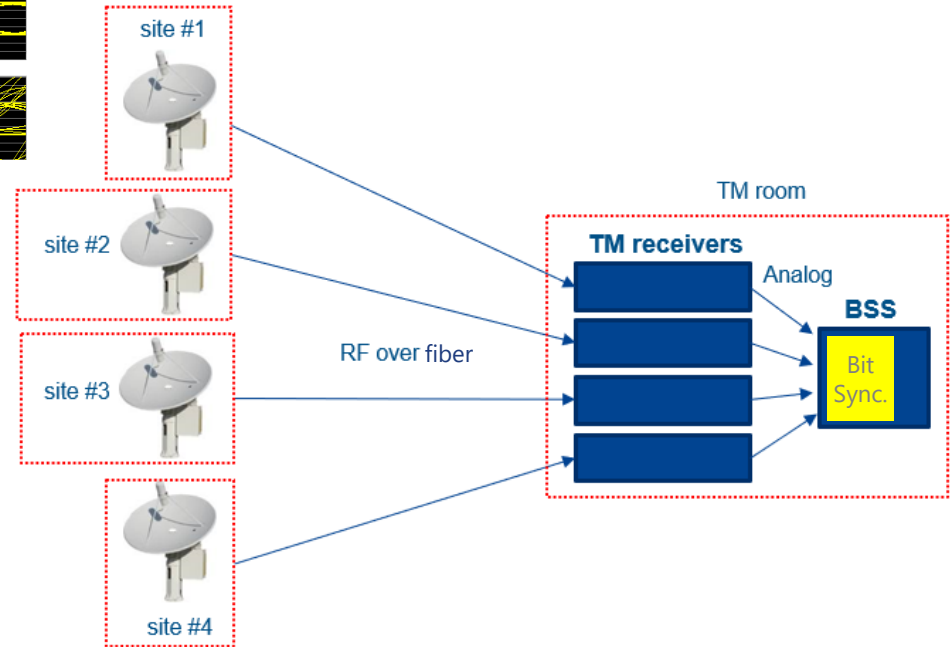 site #1
TM room
site #2
TM receivers
Analog
BSS
RF over fiber
Bit
Sync.
site #3
site #4